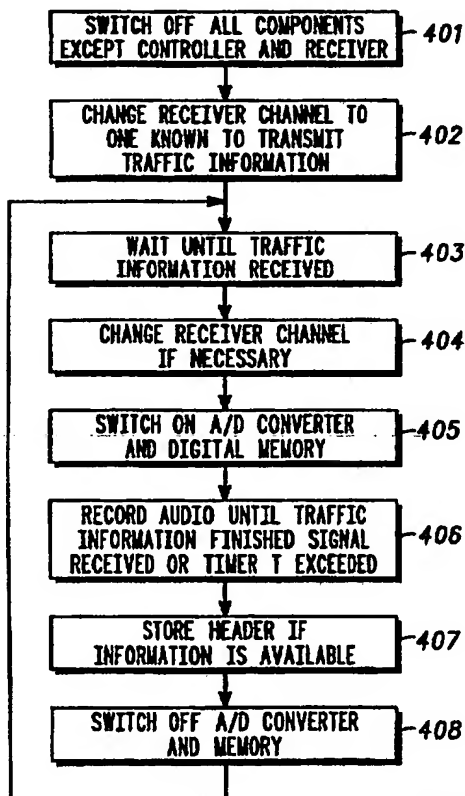 SWITCH OFF ALL COMPONENTS
EXCEPT CONTROLLER AND RECEIVER
401
CHANGE RECEIVER CHANNEL TO
ONE KNOWN TO TRANSMIT
TRAFFIC INFORMATION
402
WAIT UNTIL TRAFFIC
INFORMATION RECEIVED
403
CHANGE RECEIVER CHANNEL
IF NECESSARY
404
SWITCH ON A/D CONVERTER
AND DIGITAL MEMORY
405
RECORD AUDIO UNTIL TRAFFIC
INFORMATION FINISHED SIGNAL
RECEIVED OR TIMER T EXCEEDED
406
STORE HEADER IF
INFORMATION IS AVAILABLE
407
SWITCH OFF A/D CONVERTER
AND MEMORY
408